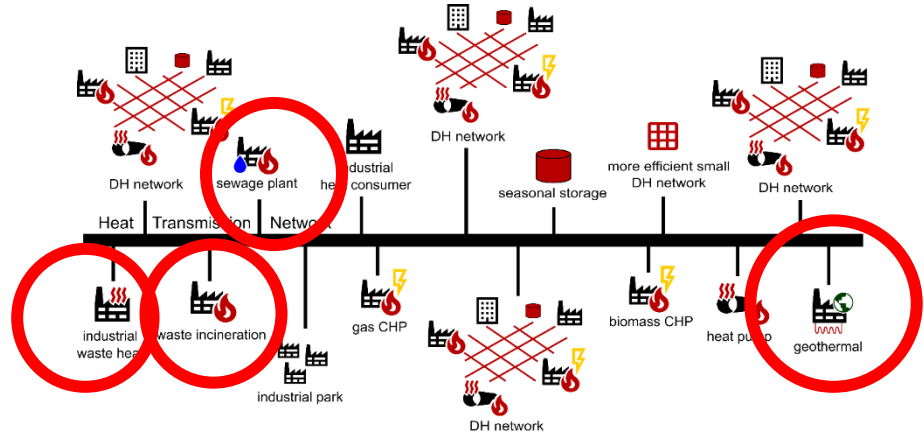 DH network
sewage plant
industrial
heat consumer
DH network
seasonal storage
more efficient small
DH network
DH network
Heat Transmission Network
industrial
waste heat
waste incineration
industrial park
gas CHP
DH network
biomass CHP
heat pump
geothermal